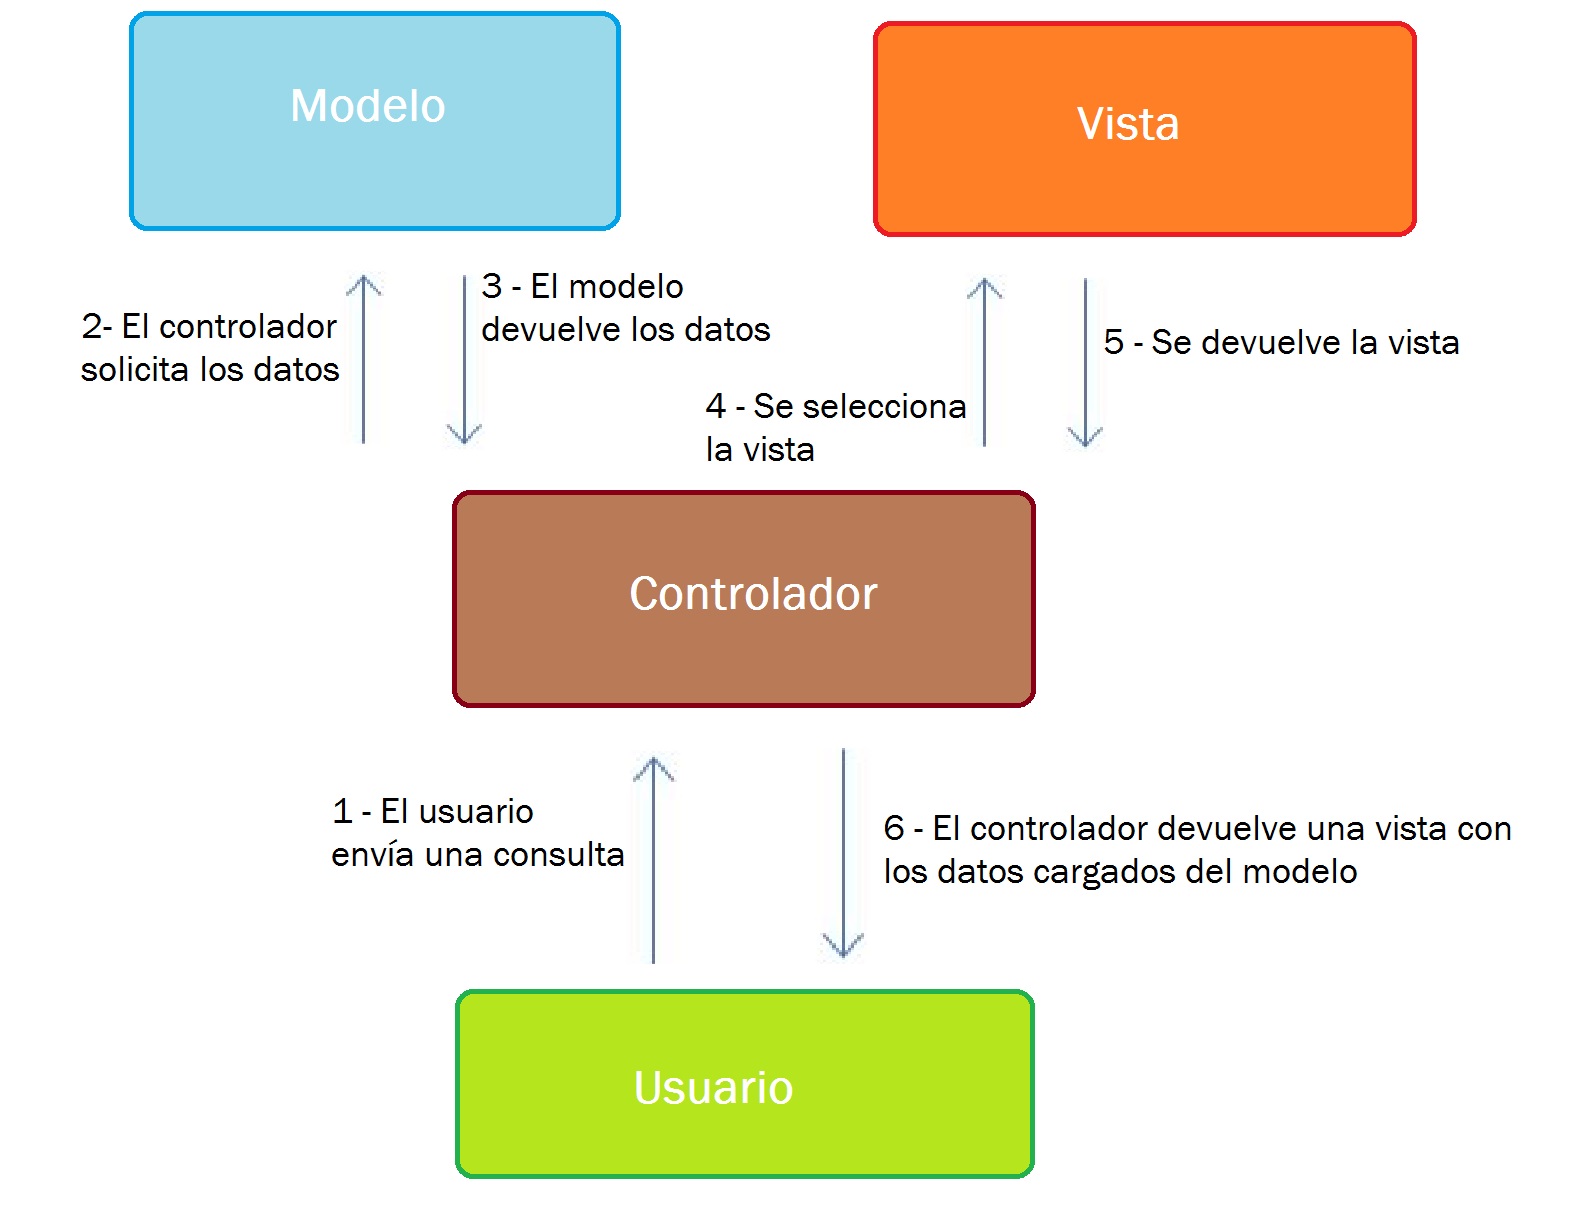 Modelo
Vista
2- El controlador
solicita los datos
3 - El modelo
devuelve los datos
4 - Se selecciona
la vista
5 - Se devuelve la vista
Controlador
1 - El usuario
envía una consulta
6 - El controlador devuelve una vista con
los datos cargados del modelo
Usuario